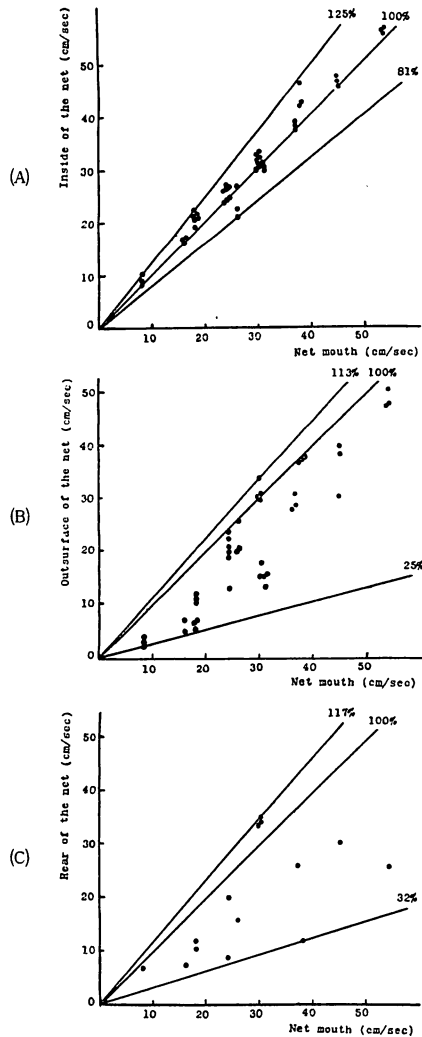 (A)
Inside of the net (cm/sec)
125%
100%
81%
50
40
30
20
10
0
10 20 30 40 50
Net mouth (cm/sec)
(B)
Outsurface of the net (cm/sec)
113% 100%
25%
50
40
30
20
10
0
10 20 30 40 50
Net mouth (cm/sec)
(C)
Rear of the net (cm/sec)
117%
100%
32%
50
40
30
20
10
0
10 20 30 40 50
Net mouth (cm/sec)